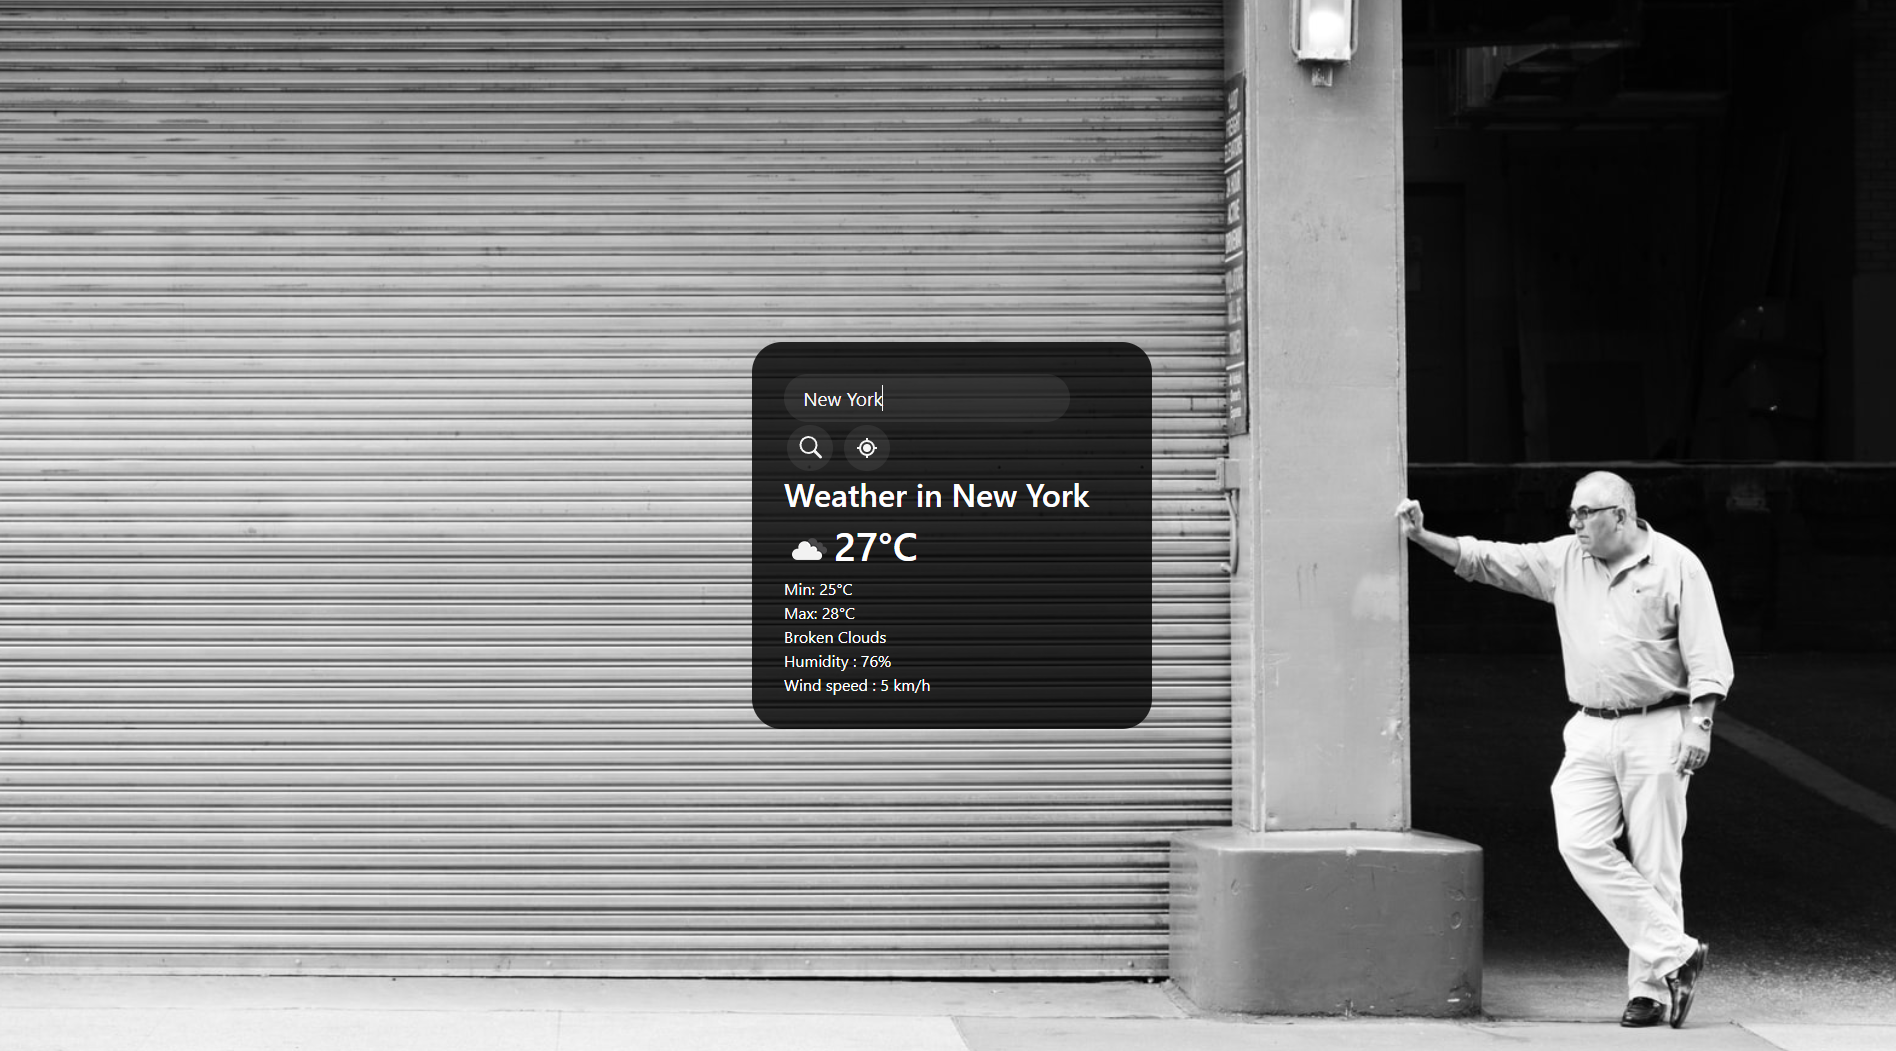 New York
Weather in New York
27°C
Min: 25°C
Max: 28°C
Broken Clouds
Humidity : 76%
Wind speed : 5 km/h